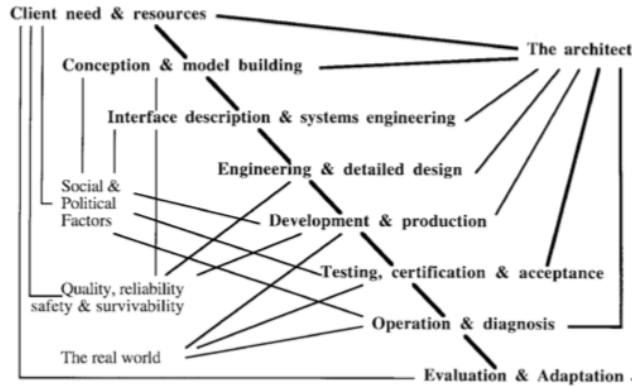 Client need & resources
The architect
Conception & model building
Interface description & systems engineering
Engineering & detailed design
Social &
Political
Factors
Development & production
Testing, certification & acceptance
Quality, reliability
safety & survivability
Operation & diagnosis
The real world
Evaluation & Adaptation